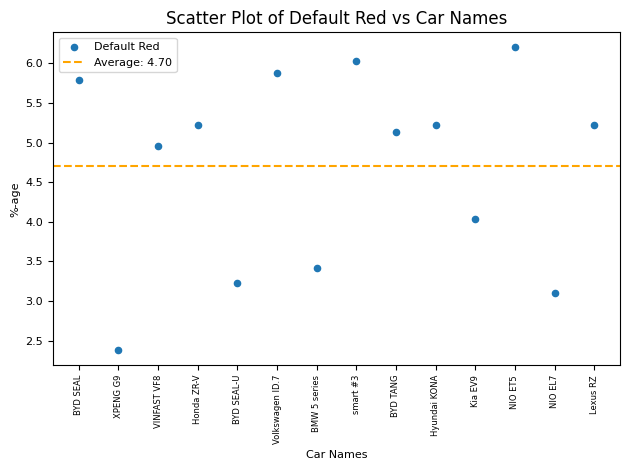 Scatter Plot of Default Red vs Car Names
Default Red
Average: 4.70
6.0
5.5
5.0
4.5
4.0
3.5
3.0
2.5
%-age
BYD SEAL
XPENG G9
VINFAST VF8
Honda ZR-V
BYD SEAL-U
Volkswagen ID.7
BMW 5 series
smart #3
BYD TANG
Hyundai KONA
Kia EV9
NIO ET5
NIO EL7
Lexus RZ
Car Names